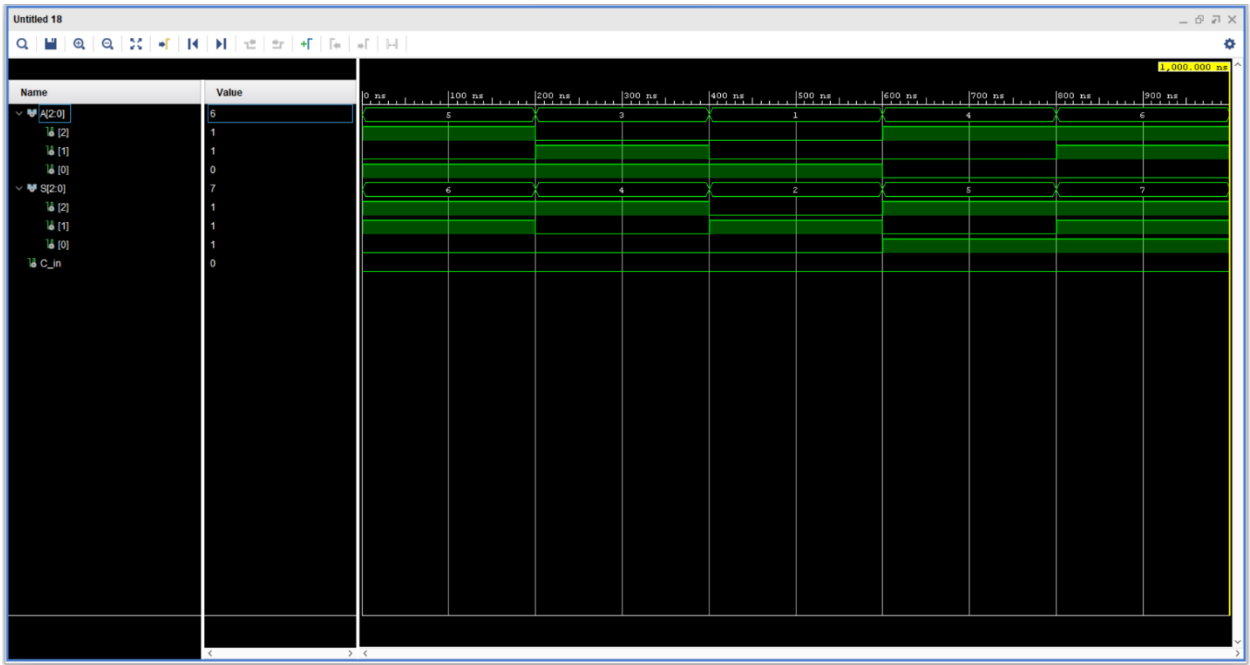 Untitled 18
1,000.000 ns
Name Value
0 ns 100 ns 200 ns 300 ns 400 ns 500 ns 600 ns 700 ns 800 ns 900 ns
A[2:0] 6 5 3 1 4 6
[2] 1
[1] 1
[0] 0
S[2:0] 7 6 4 2 5 7
[2] 1
[1] 1
[0] 1
C_in 0